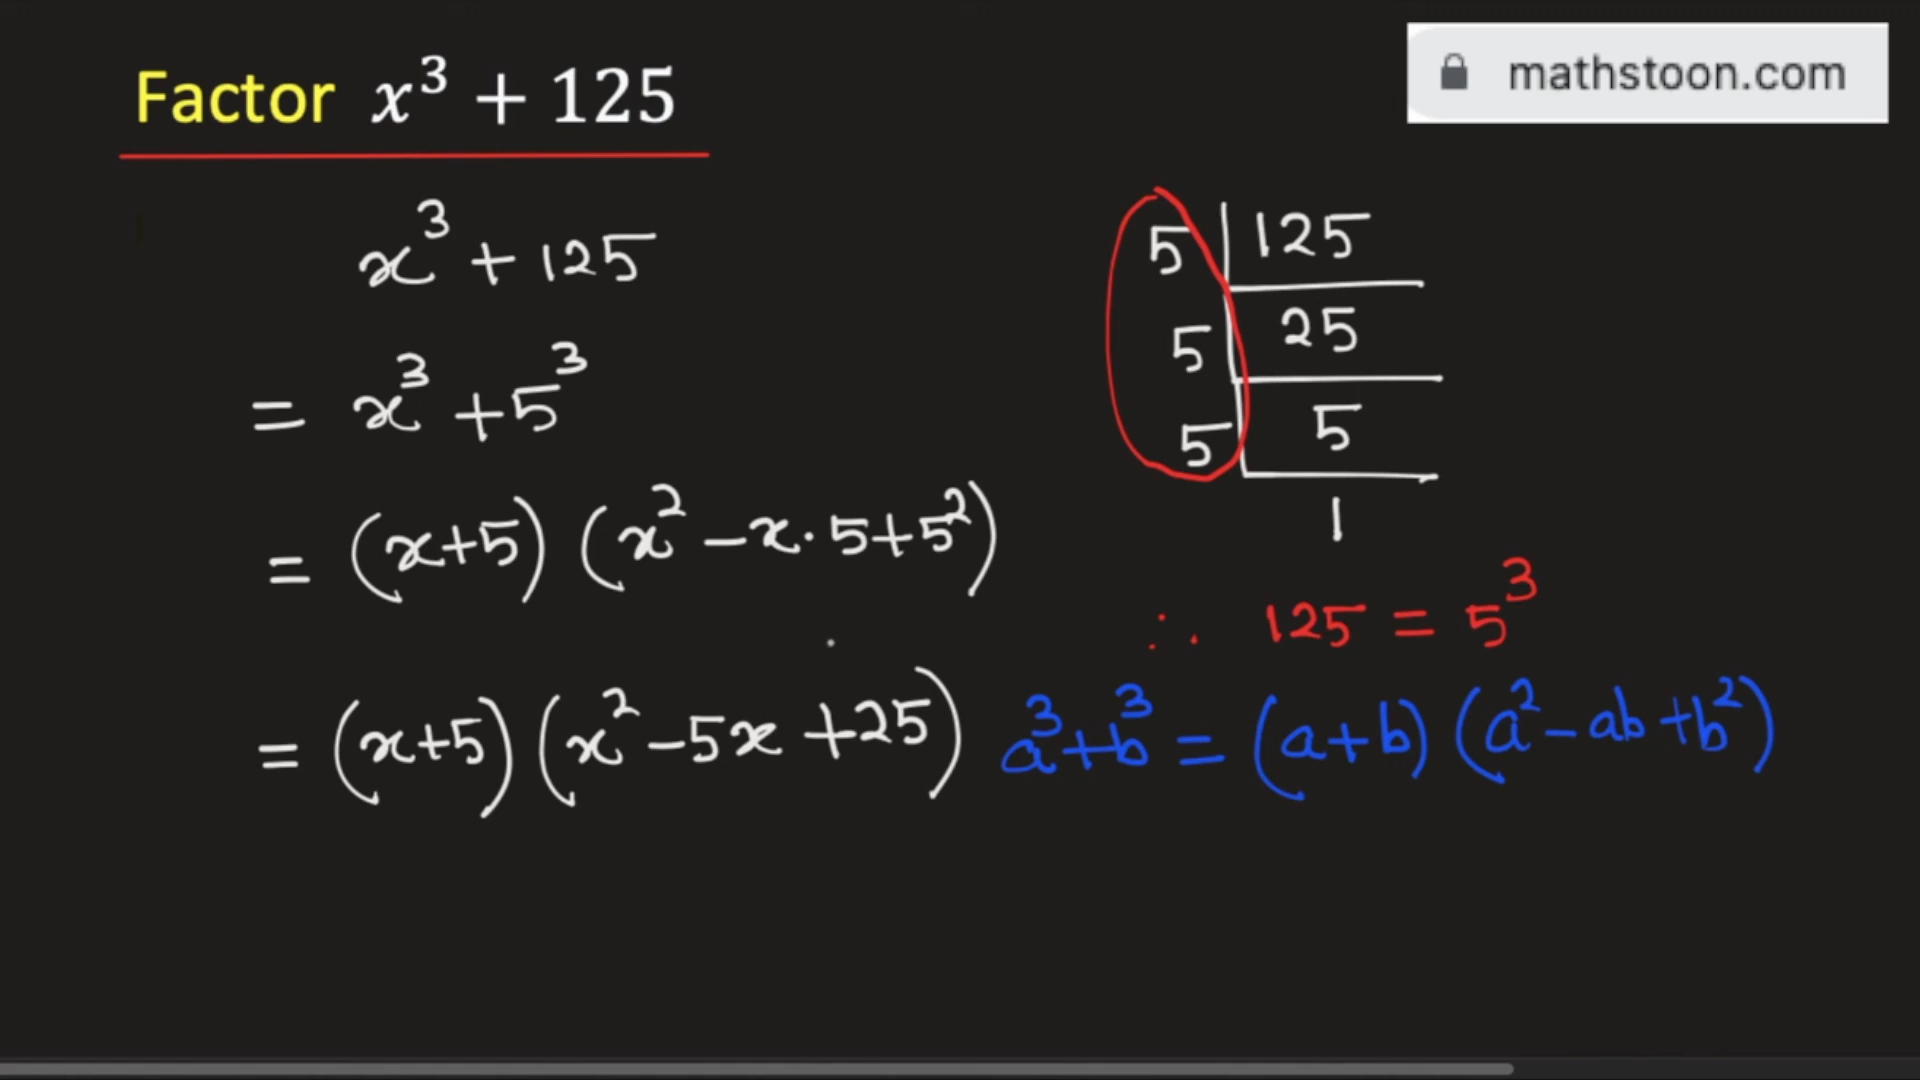 Factor x³ + 125
mathstoon.com
x³ + 125
= x³ + 5³
= (x+5) (x² - x · 5 + 5²)
= (x+5) (x² - 5x + 25)
5 | 125
5 | 25
5 | 5
1
∴ 125 = 5³
a³ + b³ = (a+b) (a² - ab + b²)